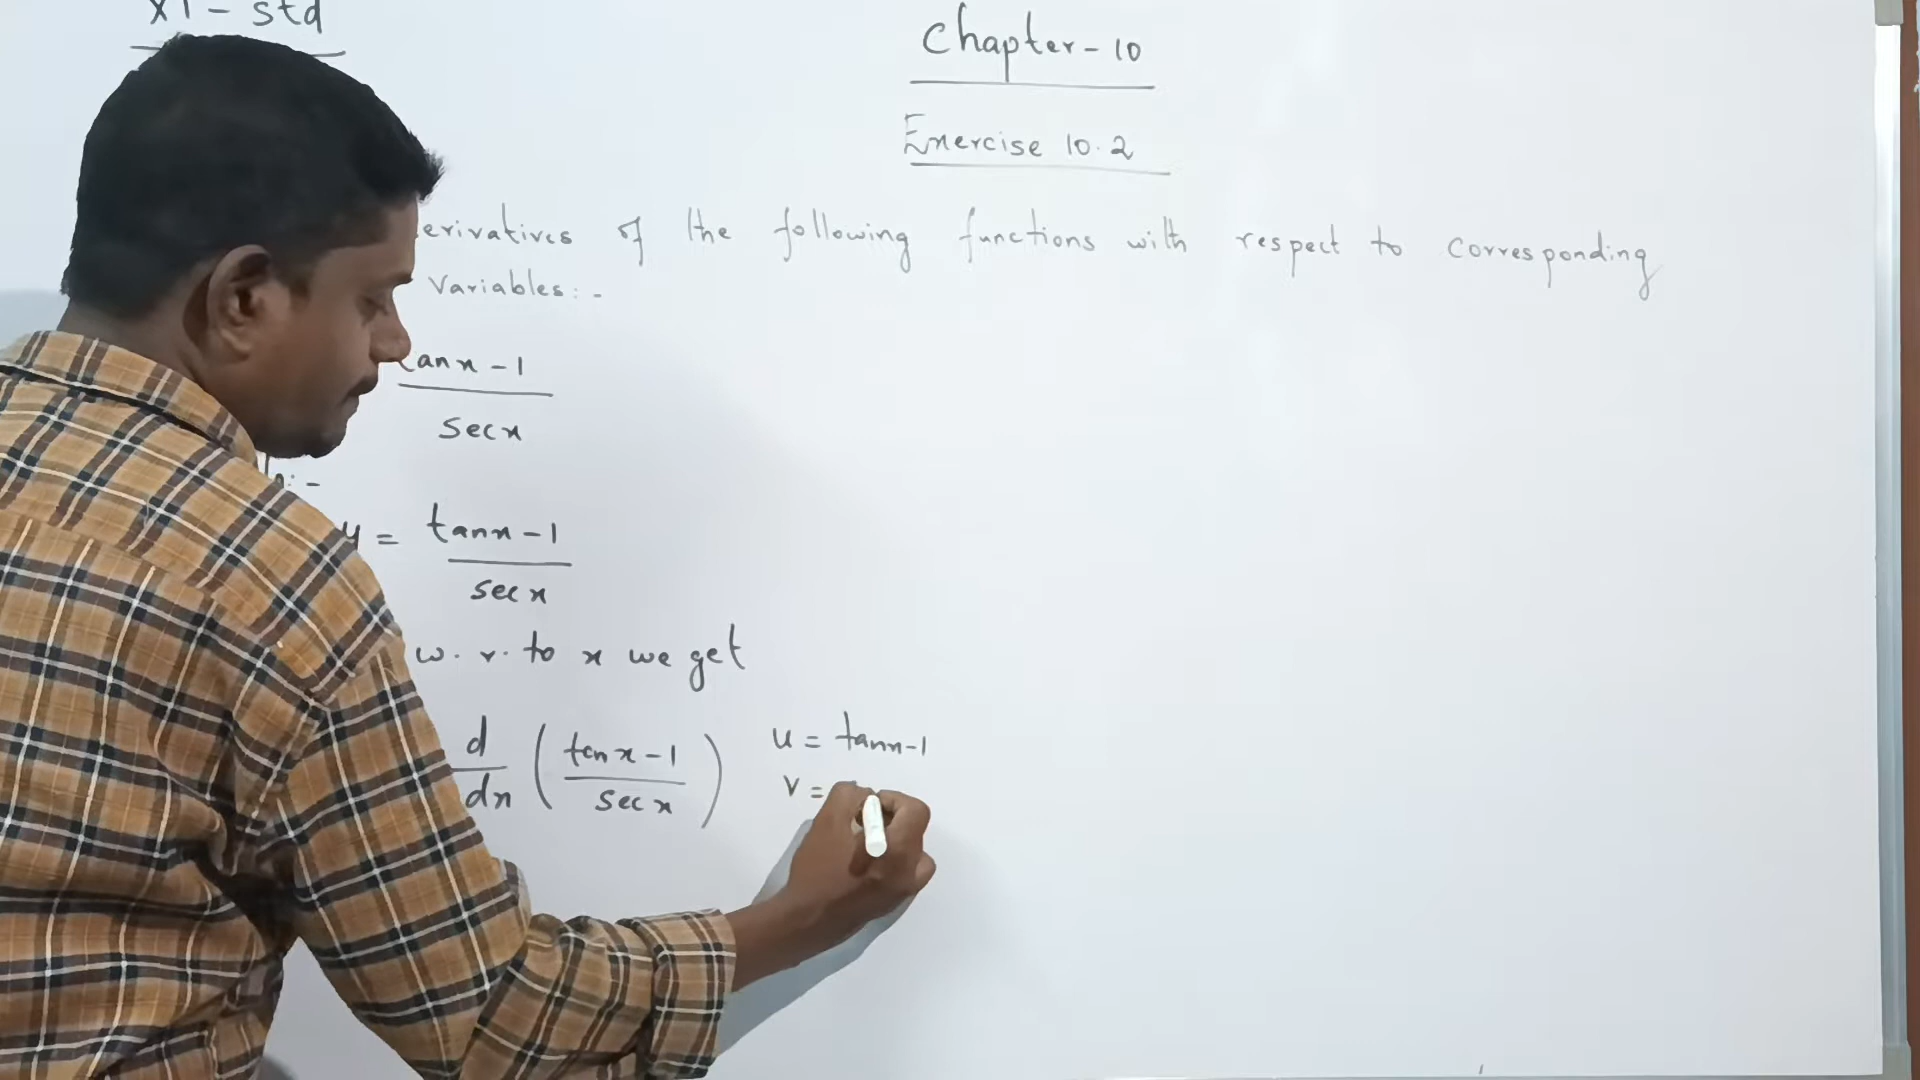 XI - std
Chapter - 10
Exercise 10.2
erivatives of the following functions with respect to corresponding
variables: -
tan x - 1
sec x
n: -
y = tan x - 1
sec x
w. r. to x we get
d ( tan x - 1 ) u = tan x - 1
dx sec x v =